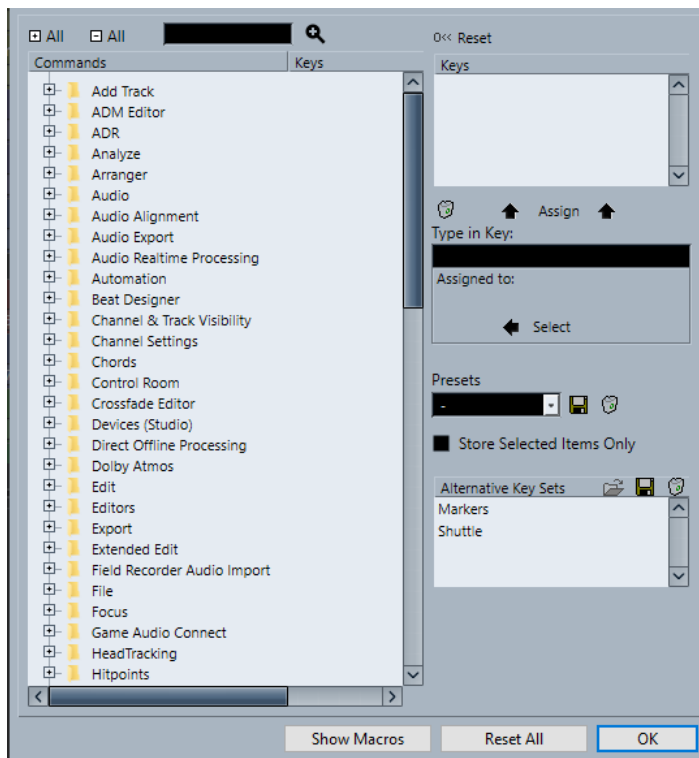 All All
0<< Reset
Commands Keys
Add Track
ADM Editor
ADR
Analyze
Arranger
Audio
Audio Alignment
Audio Export
Audio Realtime Processing
Automation
Beat Designer
Channel & Track Visibility
Channel Settings
Chords
Control Room
Crossfade Editor
Devices (Studio)
Direct Offline Processing
Dolby Atmos
Edit
Editors
Export
Extended Edit
Field Recorder Audio Import
File
Focus
Game Audio Connect
HeadTracking
Hitpoints
Keys
Assign
Type in Key:
Assigned to:
Select
Presets
-
Store Selected Items Only
Alternative Key Sets
Markers
Shuttle
Show Macros Reset All OK